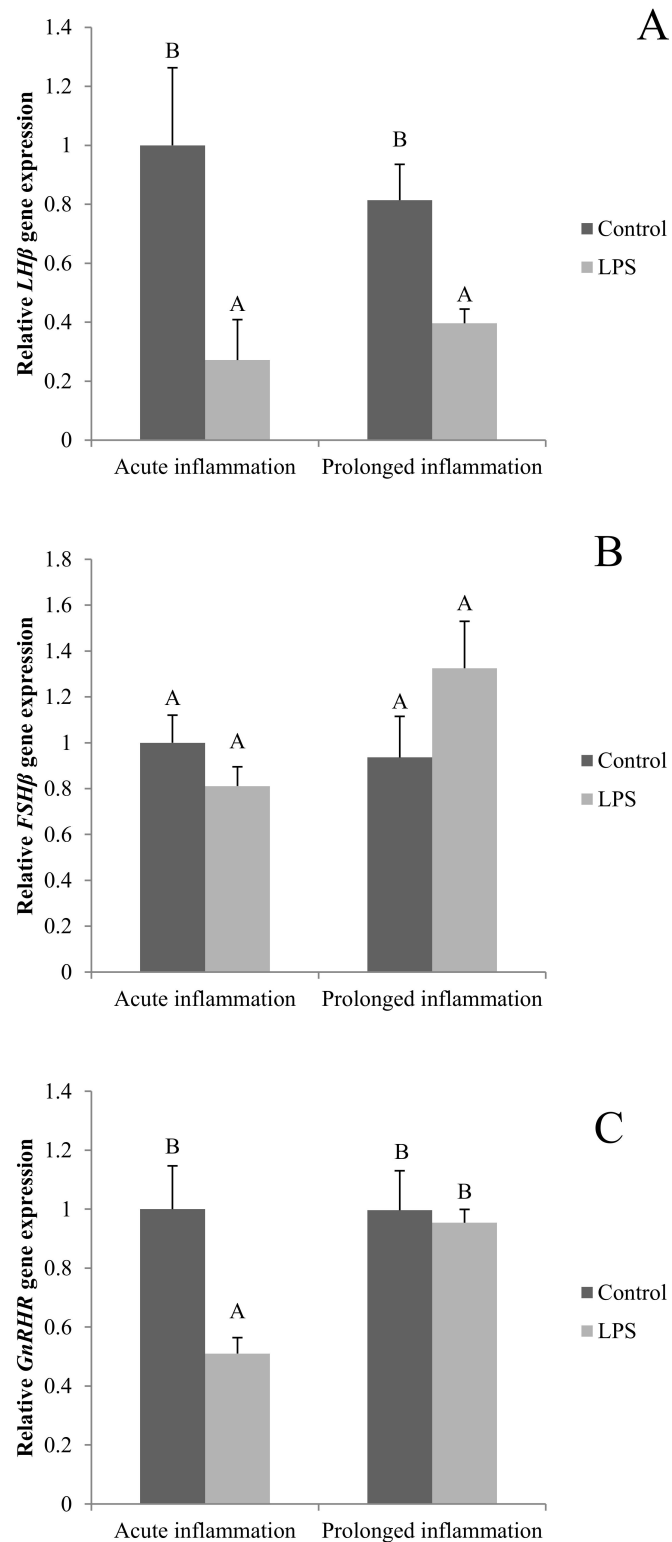 A
Relative LHβ gene expression
1.4
1.2
1
0.8
0.6
0.4
0.2
0
B
A
B
A
Control
LPS
Acute inflammation
Prolonged inflammation
B
Relative FSHβ gene expression
1.8
1.6
1.4
1.2
1
0.8
0.6
0.4
0.2
0
A
A
A
A
Control
LPS
Acute inflammation
Prolonged inflammation
C
Relative GnRHR gene expression
1.4
1.2
1
0.8
0.6
0.4
0.2
0
B
A
B
B
Control
LPS
Acute inflammation
Prolonged inflammation